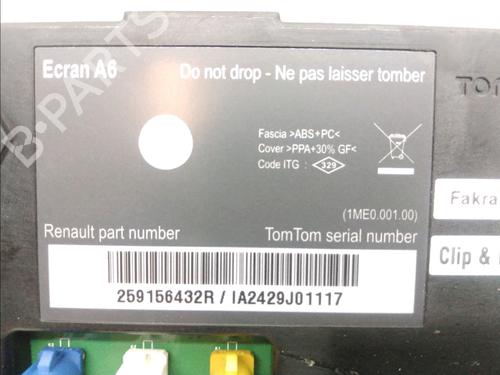 Ecran A6 Do not drop - Ne pas laisser tomber
TOM
Fascia >ABS+PC<
Cover >PPA+30% GF<
Code ITG : 329
(1ME0.001.00)
Fakra
Renault part number TomTom serial number
Clip &
259156432R / IA2429J01117
B-PARTS